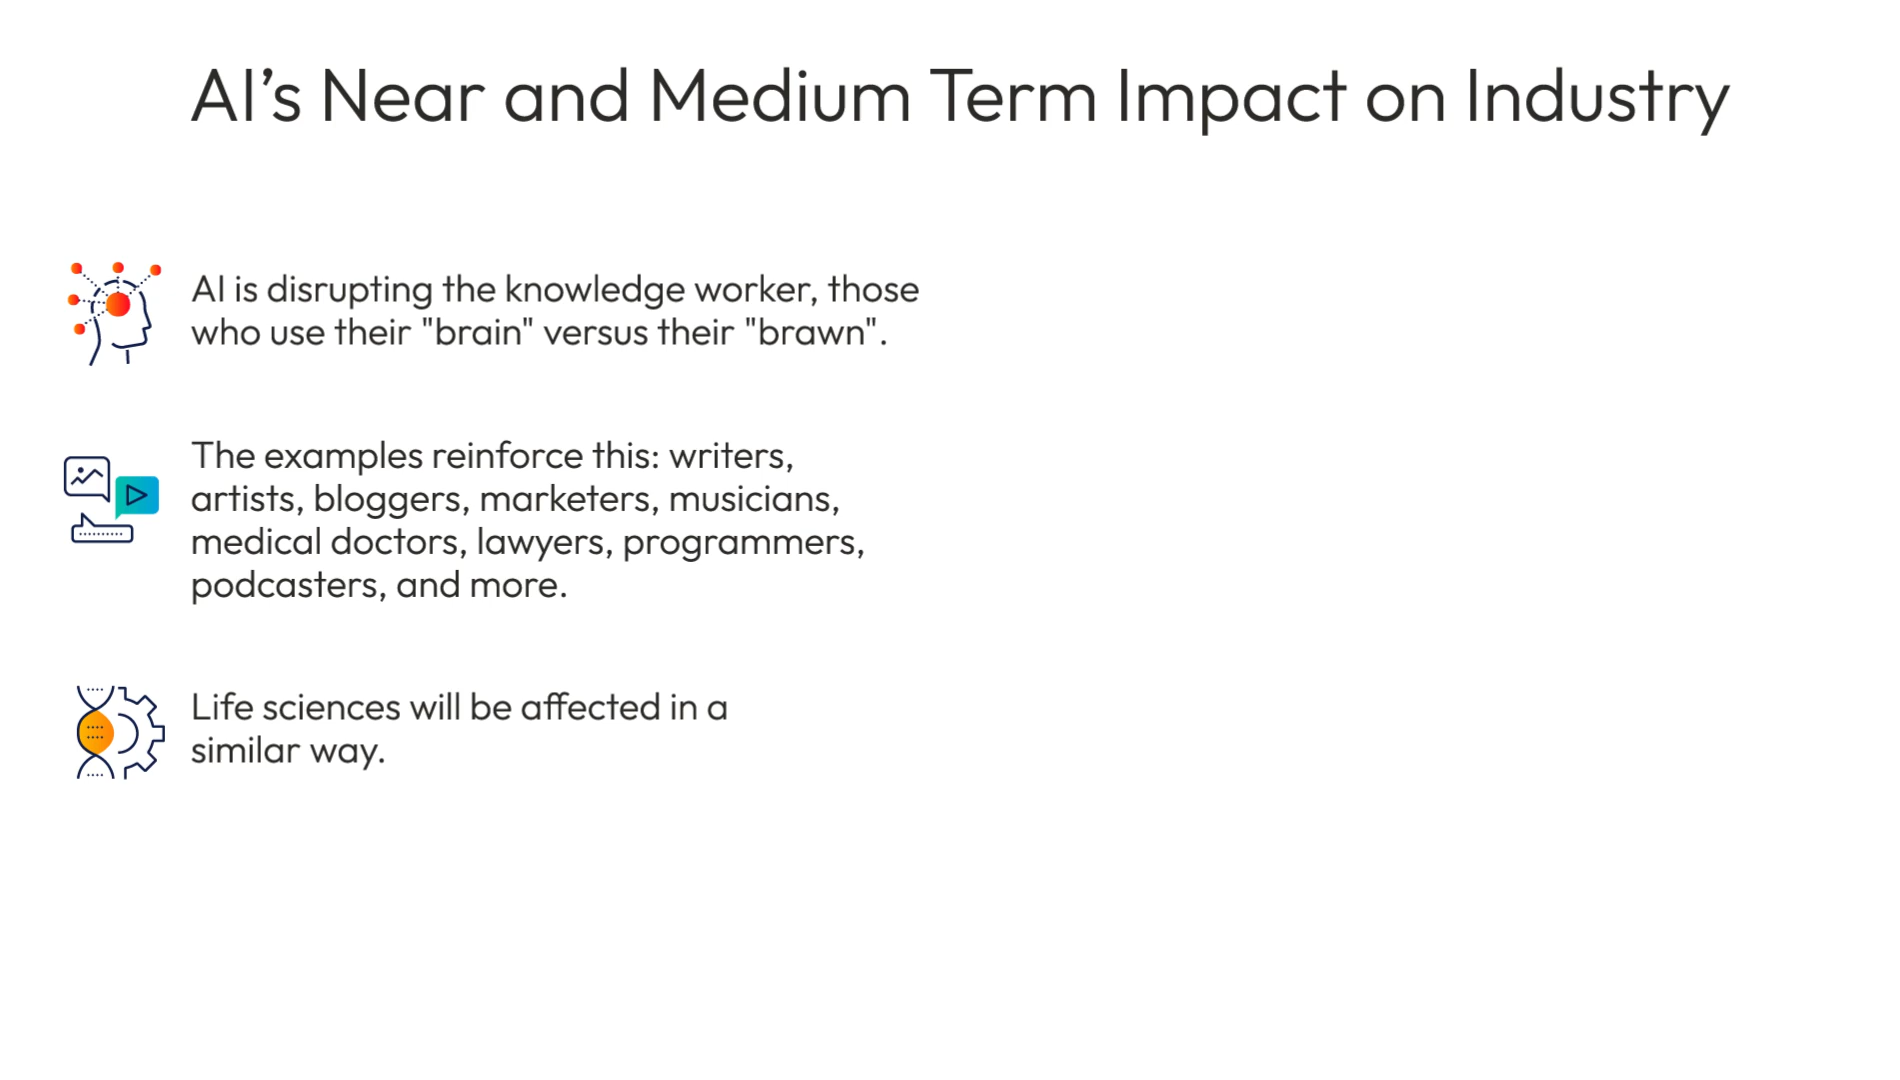 AI’s Near and Medium Term Impact on Industry
AI is disrupting the knowledge worker, those
who use their "brain" versus their "brawn".
The examples reinforce this: writers,
artists, bloggers, marketers, musicians,
medical doctors, lawyers, programmers,
podcasters, and more.
Life sciences will be affected in a
similar way.